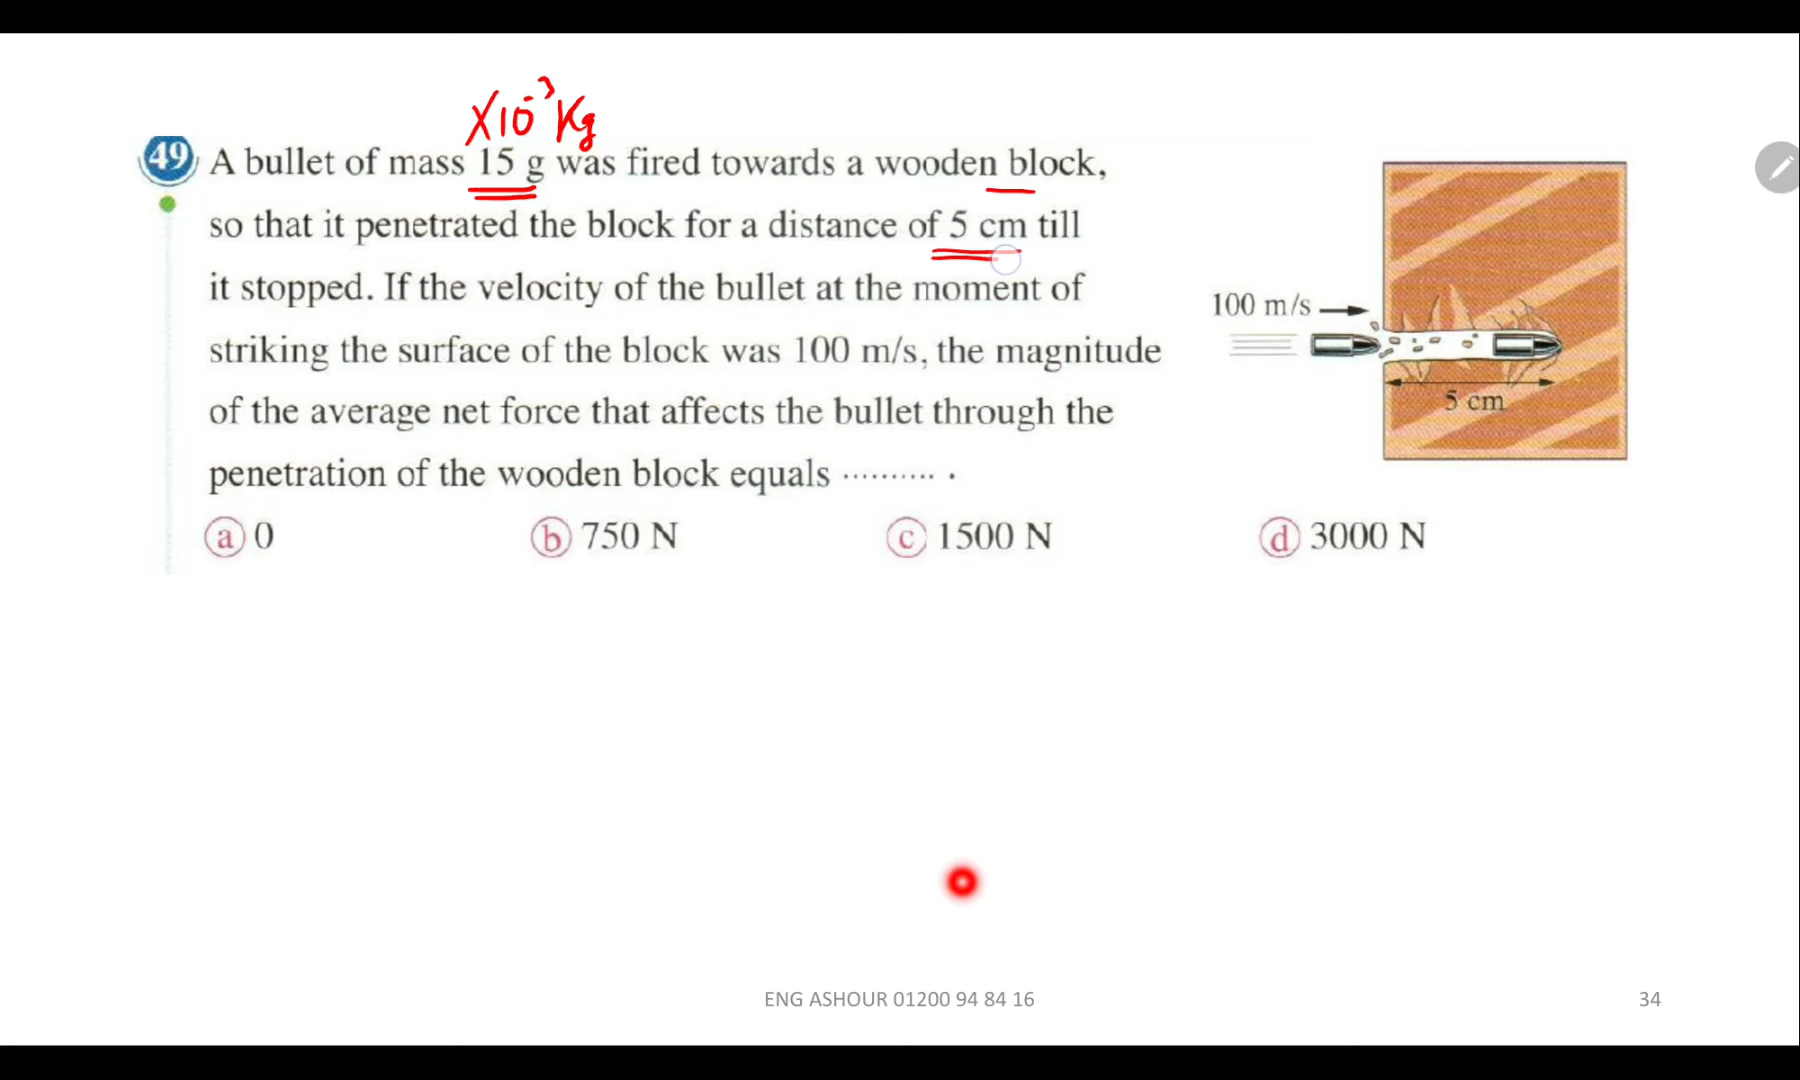 X10⁻³ Kg
49 A bullet of mass 15 g was fired towards a wooden block,
so that it penetrated the block for a distance of 5 cm till
it stopped. If the velocity of the bullet at the moment of
striking the surface of the block was 100 m/s, the magnitude
of the average net force that affects the bullet through the
penetration of the wooden block equals .......... .
a 0 b 750 N c 1500 N d 3000 N
100 m/s
5 cm
ENG ASHOUR 01200 94 84 16
34